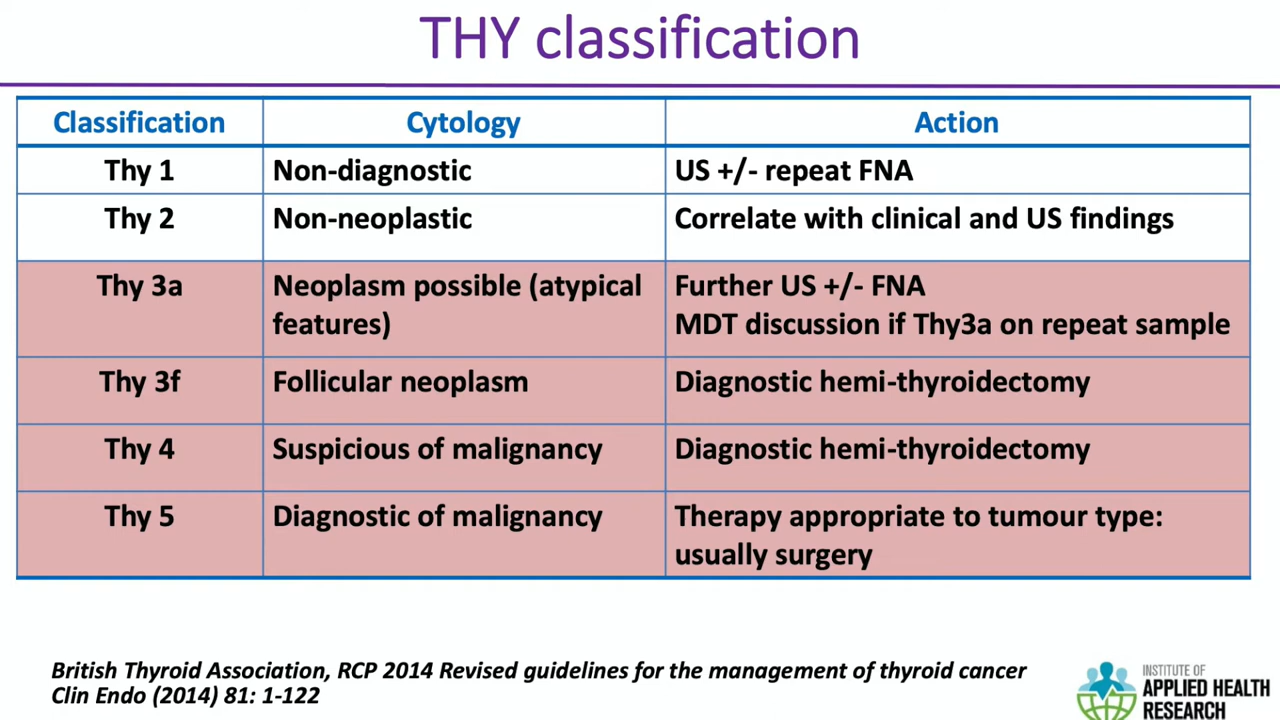 THY classification
Classification Cytology Action
Thy 1 Non-diagnostic US +/- repeat FNA
Thy 2 Non-neoplastic Correlate with clinical and US findings
Thy 3a Neoplasm possible (atypical features) Further US +/- FNA
MDT discussion if Thy3a on repeat sample
Thy 3f Follicular neoplasm Diagnostic hemi-thyroidectomy
Thy 4 Suspicious of malignancy Diagnostic hemi-thyroidectomy
Thy 5 Diagnostic of malignancy Therapy appropriate to tumour type:
usually surgery
British Thyroid Association, RCP 2014 Revised guidelines for the management of thyroid cancer
Clin Endo (2014) 81: 1-122
INSTITUTE OF
APPLIED HEALTH
RESEARCH